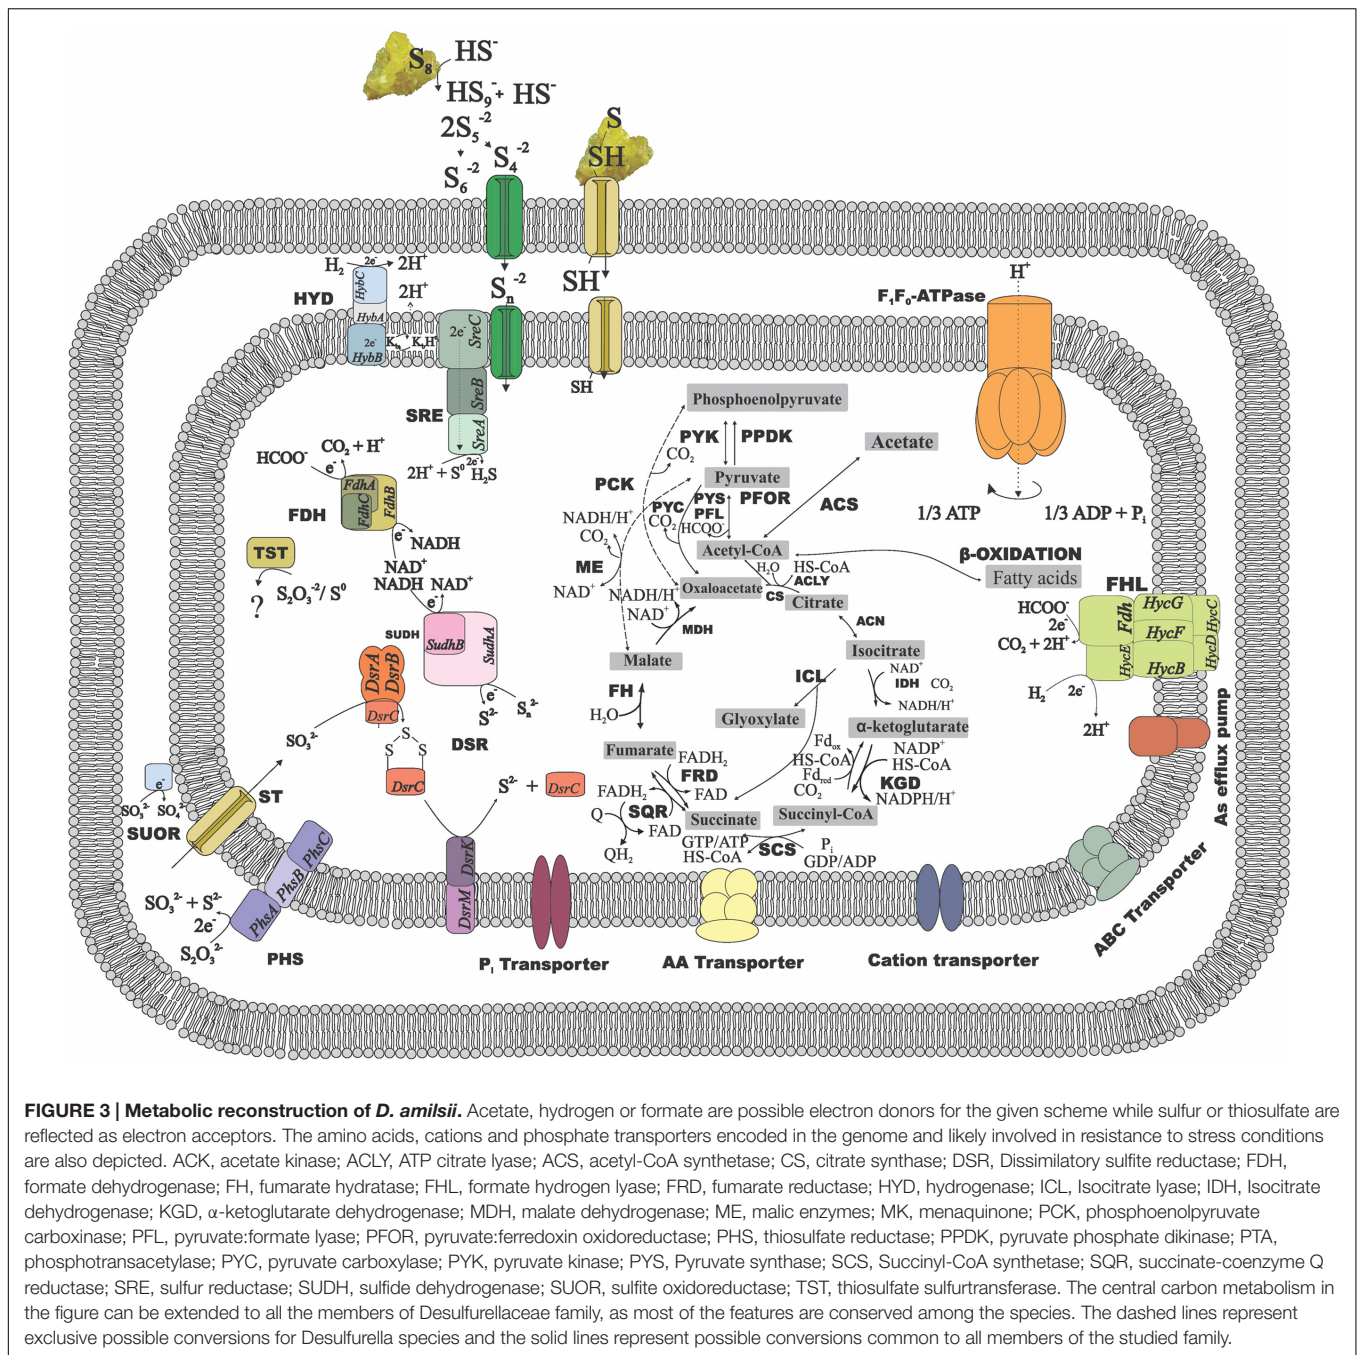 S8 HS-
HS9- + HS-
2S5-2
S6-2 S4-2
S
SH
H2 2e- 2H+
HybC
HYD 2H+
HybA
2e-
HybB
Sn-2
SH
2e- SreC
SreB
SRE
SreA
2H+ + S0 2e- H2S
SH
F1F0-ATPase
H+
1/3 ATP 1/3 ADP + Pi
HCOO- CO2 + H+
e-
FdhA
FdhC FdhB
FDH
e- NADH
TST
?
S2O3-2/ S0
NAD+
NADH NAD+
e-
SUDH
SudhB SudhA
e-
S2- Sn2-
DSR
DsrA
DsrB
DsrC
SO32-
S
S S
DsrC
S2- + DsrC
SO32- e- SO42-
SUOR
ST
DsrK
DsrM
PhsC
PhsB
PhsA
SO32- + S2-
2e-
S2O32-
PHS
Phosphoenolpyruvate
PYK PPDK
CO2
PCK
Pyruvate
PYS
PFL
PFOR
HCOO-
PYC
CO2
Acetate
ACS
NADH/H+
CO2
ME
NAD+
Acetyl-CoA
β-OXIDATION
Fatty acids
H2O HS-CoA
ACLY
CS
Oxaloacetate
Citrate
NADH/H+
NAD+
MDH
ACN
Malate
Isocitrate
ICL
NAD+
IDH CO2
NADH/H+
FH
H2O
Glyoxylate
α-ketoglutarate
Fumarate
FADH2
FRD
FAD
Fdox
HS-CoA
Fdred
CO2
NADP+
HS-CoA
KGD
NADPH/H+
FADH2
Q SQR
FAD
QH2
Succinate
Succinyl-CoA
GTP/ATP
HS-CoA
SCS
Pi
GDP/ADP
FHL
HCOO-
2e-
CO2 + 2H+
Fdh
HycE
HycG
HycF
HycB
HycC
HycD
H2 2e-
2H+
As efflux pump
ABC Transporter
Pi Transporter
AA Transporter
Cation transporter
FIGURE 3 | Metabolic reconstruction of D. amilsii. Acetate, hydrogen or formate are possible electron donors for the given scheme while sulfur or thiosulfate are
reflected as electron acceptors. The amino acids, cations and phosphate transporters encoded in the genome and likely involved in resistance to stress conditions
are also depicted. ACK, acetate kinase; ACLY, ATP citrate lyase; ACS, acetyl-CoA synthetase; CS, citrate synthase; DSR, Dissimilatory sulfite reductase; FDH,
formate dehydrogenase; FH, fumarate hydratase; FHL, formate hydrogen lyase; FRD, fumarate reductase; HYD, hydrogenase; ICL, Isocitrate lyase; IDH, Isocitrate
dehydrogenase; KGD, α-ketoglutarate dehydrogenase; MDH, malate dehydrogenase; ME, malic enzymes; MK, menaquinone; PCK, phosphoenolpyruvate
carboxinase; PFL, pyruvate:formate lyase; PFOR, pyruvate:ferredoxin oxidoreductase; PHS, thiosulfate reductase; PPDK, pyruvate phosphate dikinase; PTA,
phosphotransacetylase; PYC, pyruvate carboxylase; PYK, pyruvate kinase; PYS, Pyruvate synthase; SCS, Succinyl-CoA synthetase; SQR, succinate-coenzyme Q
reductase; SRE, sulfur reductase; SUDH, sulfide dehydrogenase; SUOR, sulfite oxidoreductase; TST, thiosulfate sulfurtransferase. The central carbon metabolism in
the figure can be extended to all the members of Desulfurellaceae family, as most of the features are conserved among the species. The dashed lines represent
exclusive possible conversions for Desulfurella species and the solid lines represent possible conversions common to all members of the studied family.